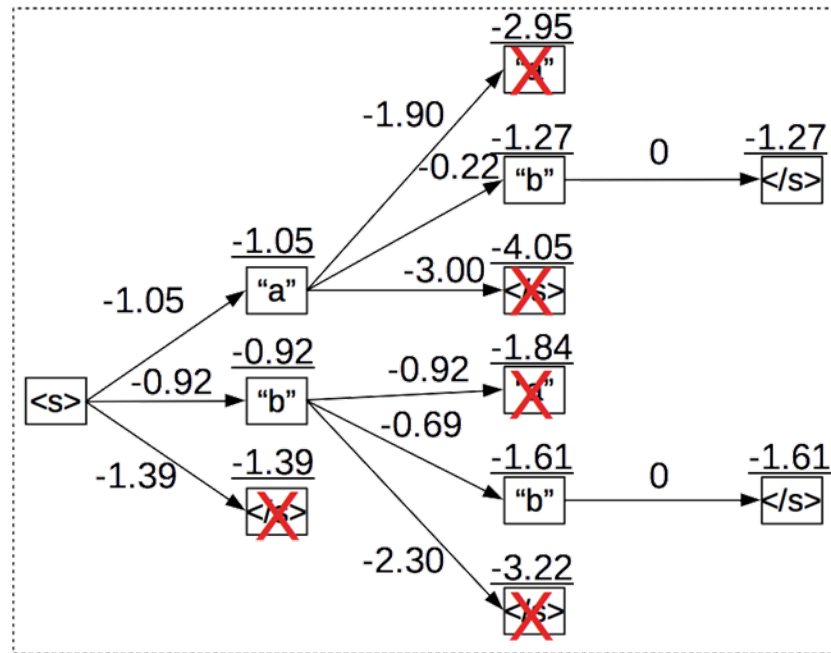 -2.95
“a”
-1.90
-1.27
-1.27
-0.22
0
“b”
</s>
-1.05
-4.05
-3.00
“a”
</s>
-1.05
-0.92
-1.84
-0.92
-0.92
“a”
<s>
“b”
-0.69
-1.39
-1.39
-1.61
0
-1.61
</s>
“b”
</s>
-2.30
-3.22
</s>